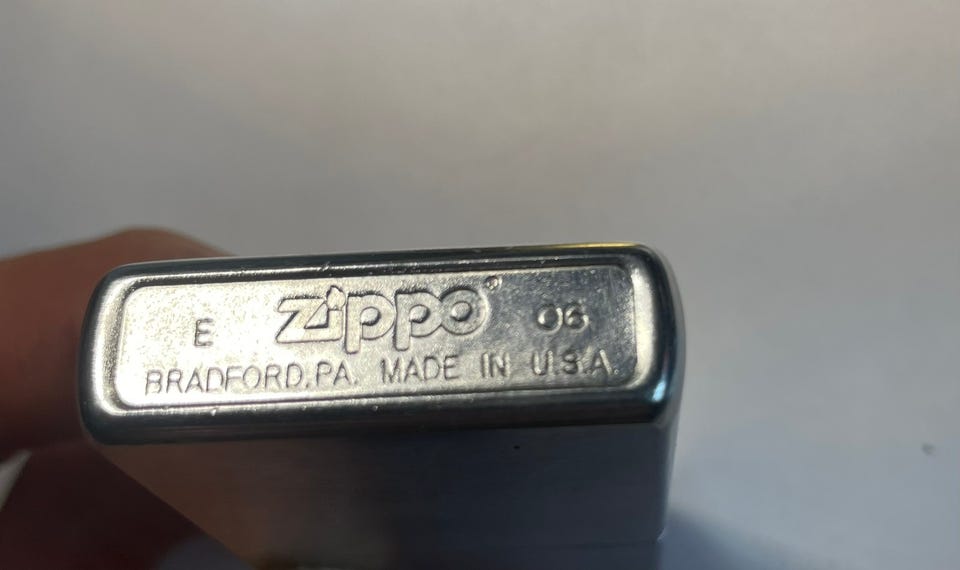 E zippo® 06
BRADFORD, PA. MADE IN U.S.A.